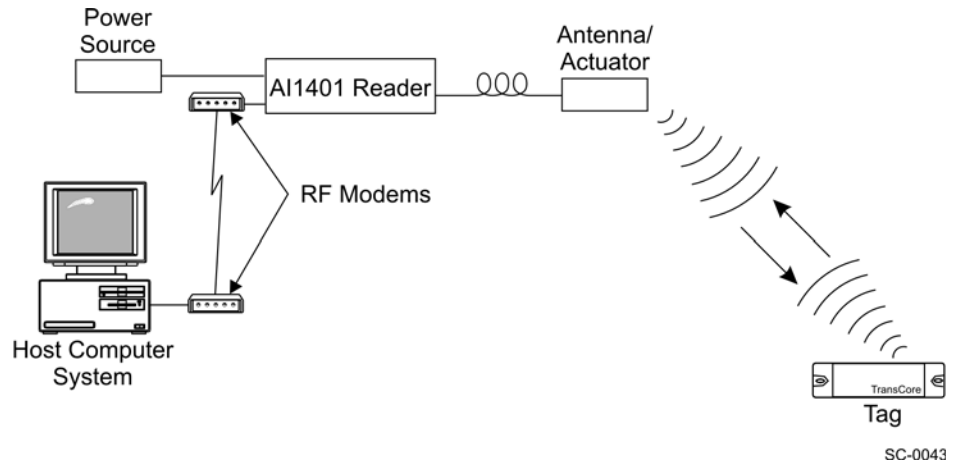 Power
Source
Antenna/
Actuator
AI1401 Reader
RF Modems
Host Computer
System
TransCore
Tag
SC-0043